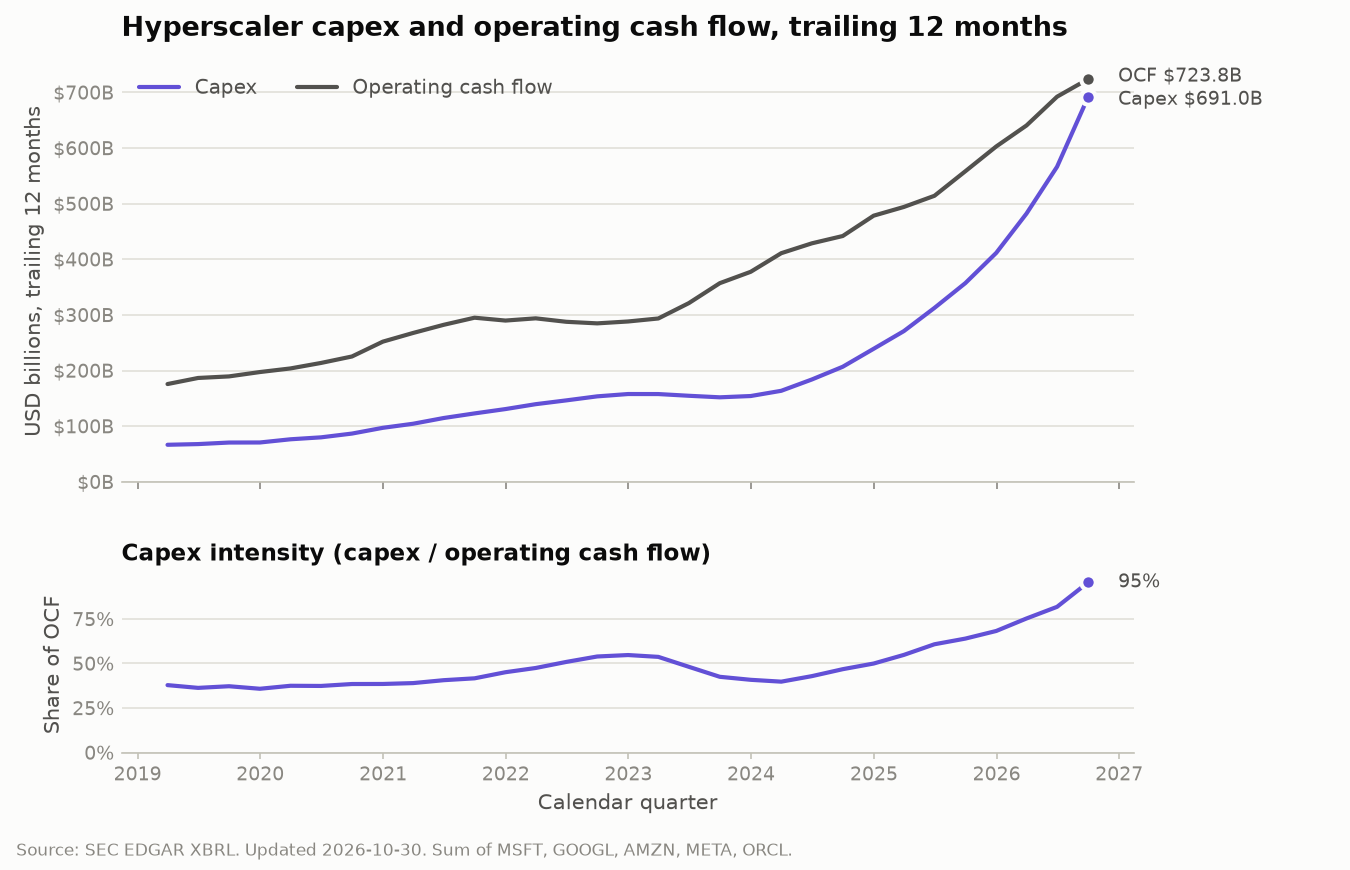 Hyperscaler capex and operating cash flow, trailing 12 months
Capex
Operating cash flow
OCF $723.8B
Capex $691.0B
USD billions, trailing 12 months
$700B
$600B
$500B
$400B
$300B
$200B
$100B
$0B
Capex intensity (capex / operating cash flow)
95%
Share of OCF
75%
50%
25%
0%
2019 2020 2021 2022 2023 2024 2025 2026 2027
Calendar quarter
Source: SEC EDGAR XBRL. Updated 2026-10-30. Sum of MSFT, GOOGL, AMZN, META, ORCL.